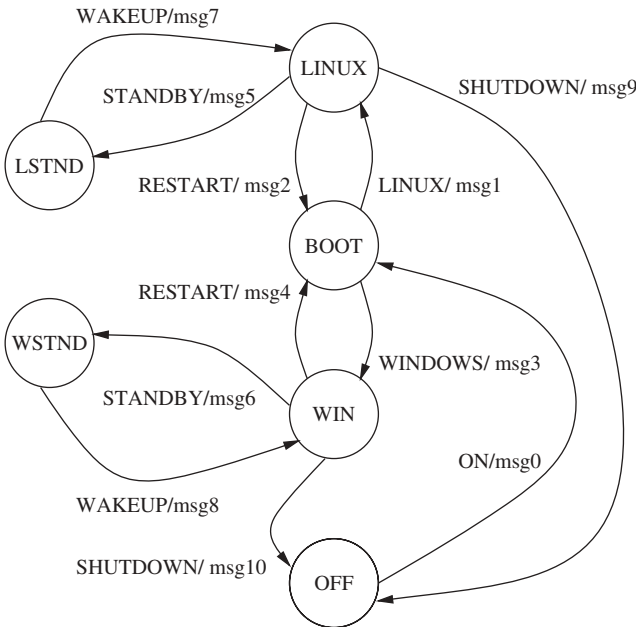 WAKEUP/msg7
LINUX
SHUTDOWN/ msg9
STANDBY/msg5
LSTND
RESTART/ msg2
LINUX/ msg1
BOOT
RESTART/ msg4
WSTND
WINDOWS/ msg3
STANDBY/msg6
WIN
ON/msg0
WAKEUP/msg8
SHUTDOWN/ msg10
OFF